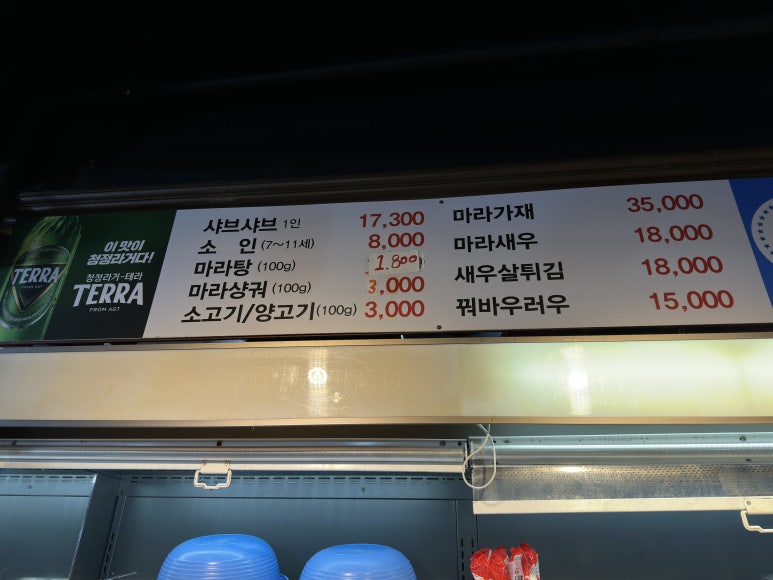 이 맛이
청정라거다!
청정라거-테라
TERRA
FROM AGT
TERRA
FROM AGT
샤브샤브 1인 17,300
소 인 (7~11세) 8,000
마라탕 (100g) 1.800
마라샹궈 (100g) 3,000
소고기/양고기(100g) 3,000
마라가재 35,000
마라새우 18,000
새우살튀김 18,000
꿔바우러우 15,000